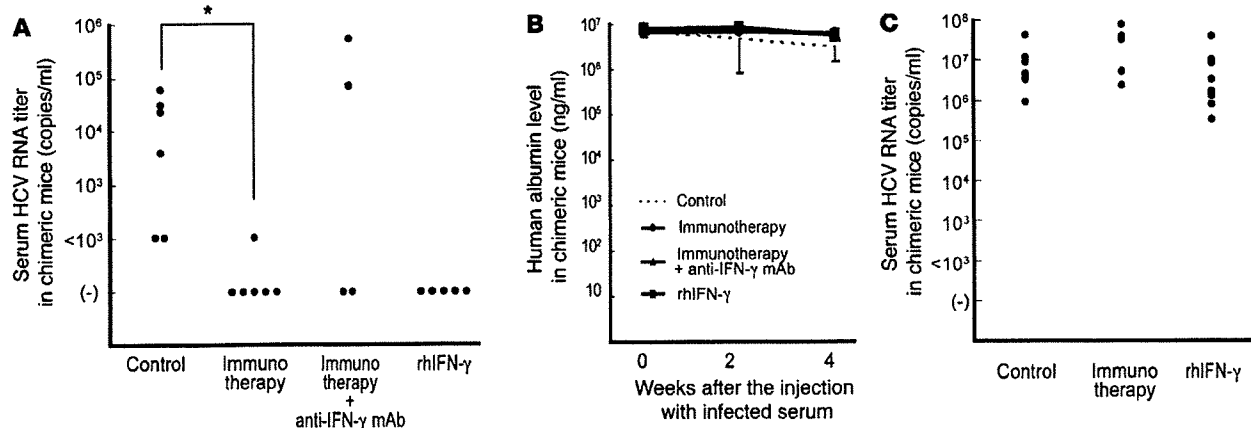 A
Serum HCV RNA titer
in chimeric mice (copies/ml)
10⁶
10⁵
10⁴
10³
<10³
(-)
*
Control
Immuno
therapy
Immuno
therapy
+
anti-IFN-γ mAb
rhIFN-γ
B
Human albumin level
in chimeric mice (ng/ml)
10⁷
10⁶
10⁷
10⁴
10³
10²
10
Control
Immunotherapy
Immunotherapy
+ anti-IFN-γ mAb
rhIFN-γ
0
2
4
Weeks after the injection
with infected serum
C
Serum HCV RNA titer
in chimeric mice (copies/ml)
10⁸
10⁷
10⁶
10⁵
10⁴
<10³
(-)
Control
Immuno
therapy
rhIFN-γ